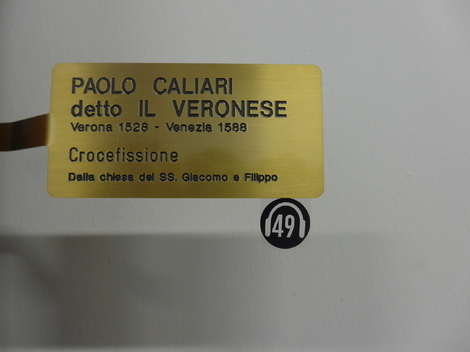 PAOLO CALIARI
detto IL VERONESE
Verona 1528 - Venezia 1588
Crocefissione
Dalla chiesa dei SS. Giacomo e Filippo
49